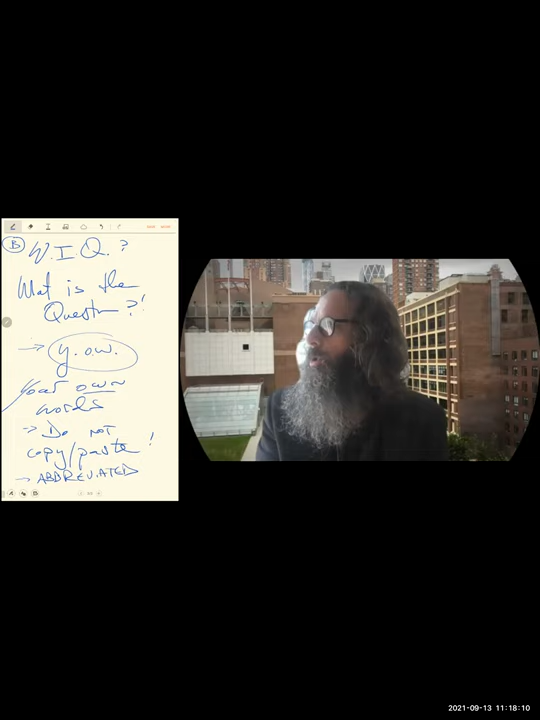 B W.I.Q.?
What is the
Question?!
→ y.o.w.
your own
words
→ Do NOT
copy/paste!
→ ABBREVIATED
2021-09-13 11:18:10